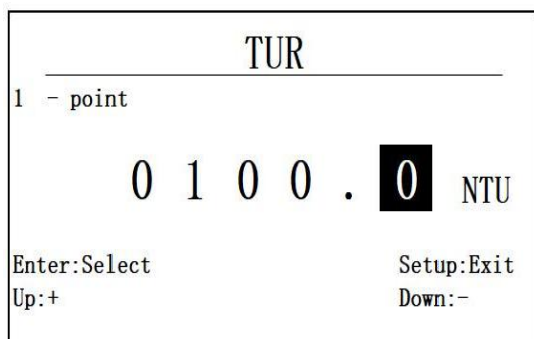 TUR
1 - point
0 1 0 0 . 0 NTU
Enter:Select Setup:Exit
Up:+ Down:-